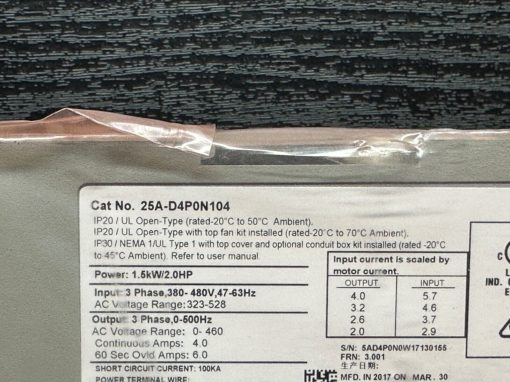 Cat No. 25A-D4P0N104
IP20 / UL Open-Type (rated-20°C to 50°C Ambient).
IP20 / UL Open-Type with top fan kit installed (rated-20°C to 70°C Ambient).
IP30 / NEMA 1/UL Type 1 with top cover and optional conduit box kit installed (rated -20°C
to 45°C Ambient). Refer to user manual.
Power: 1.5kW/2.0HP
Input: 3 Phase,380- 480V,47-63Hz
AC Voltage Range: 323-528
Output: 3 Phase,0-500Hz
AC Voltage Range: 0- 460
Continuous Amps: 4.0
60 Sec Ovld Amps: 6.0
SHORT CIRCUIT CURRENT: 100KA
POWER TERMINAL WIRE
Input current is scaled by
motor current.
OUTPUT INPUT
4.0 5.7
3.2 4.6
2.6 3.7
2.0 2.9
S/N: 5AD4P0N0W17130155
FRN: 3.001
生产日期:
MFD. IN 2017 ON MAR. 30
C
L
IND. C
E